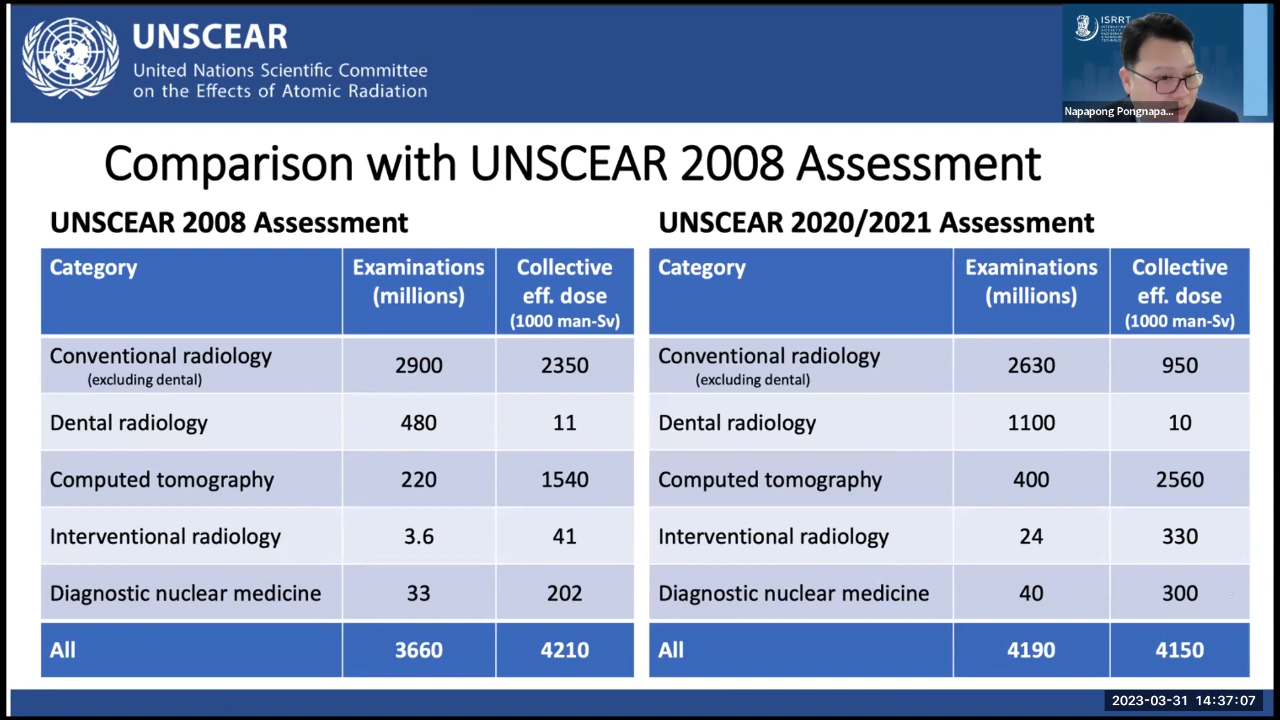 UNSCEAR
United Nations Scientific Committee
on the Effects of Atomic Radiation
ISRRT
Napapong Pongnapa...
Comparison with UNSCEAR 2008 Assessment
UNSCEAR 2008 Assessment
Category Examinations (millions) Collective eff. dose (1000 man-Sv)
Conventional radiology (excluding dental) 2900 2350
Dental radiology 480 11
Computed tomography 220 1540
Interventional radiology 3.6 41
Diagnostic nuclear medicine 33 202
All 3660 4210
UNSCEAR 2020/2021 Assessment
Category Examinations (millions) Collective eff. dose (1000 man-Sv)
Conventional radiology (excluding dental) 2630 950
Dental radiology 1100 10
Computed tomography 400 2560
Interventional radiology 24 330
Diagnostic nuclear medicine 40 300
All 4190 4150
2023-03-31 14:37:07